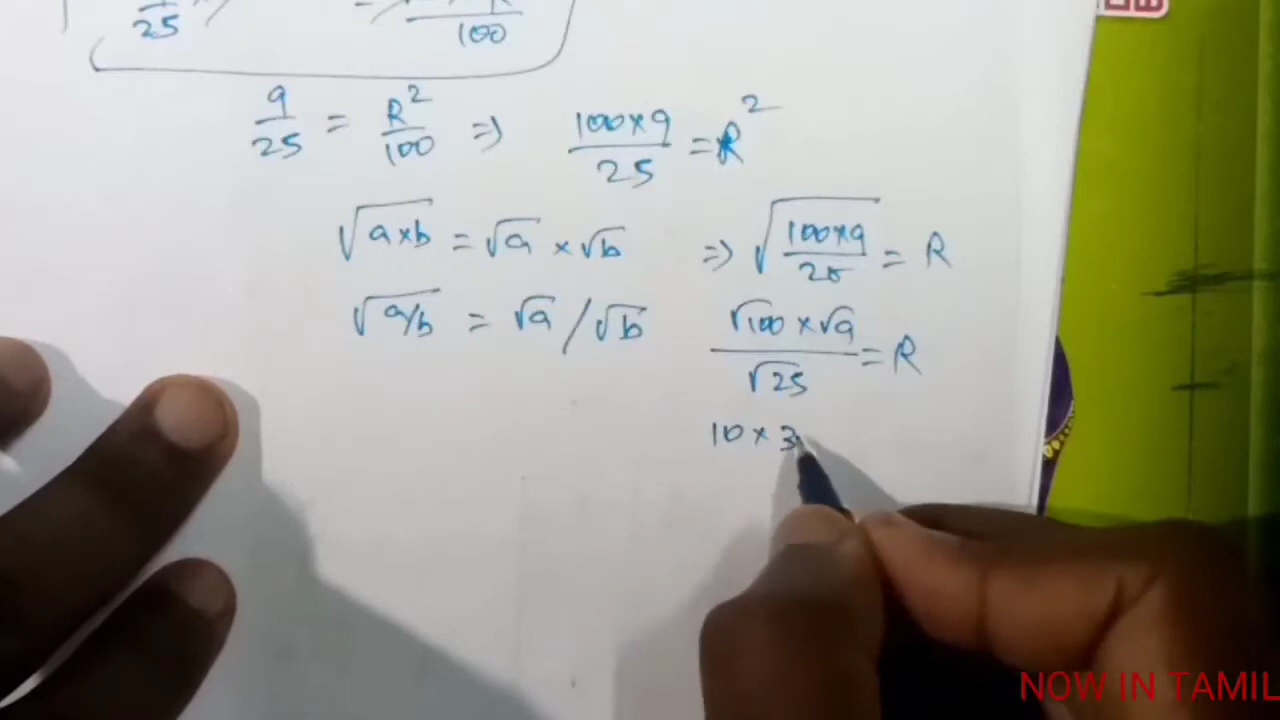 25 = 100
9/25 = R²/100 ⇒ 100×9/25 = R²
√a×b = √a × √b ⇒ √100×9/25 = R
√a/b = √a / √b √100 × √9/√25 = R
10 × 3
NOW IN TAMIL